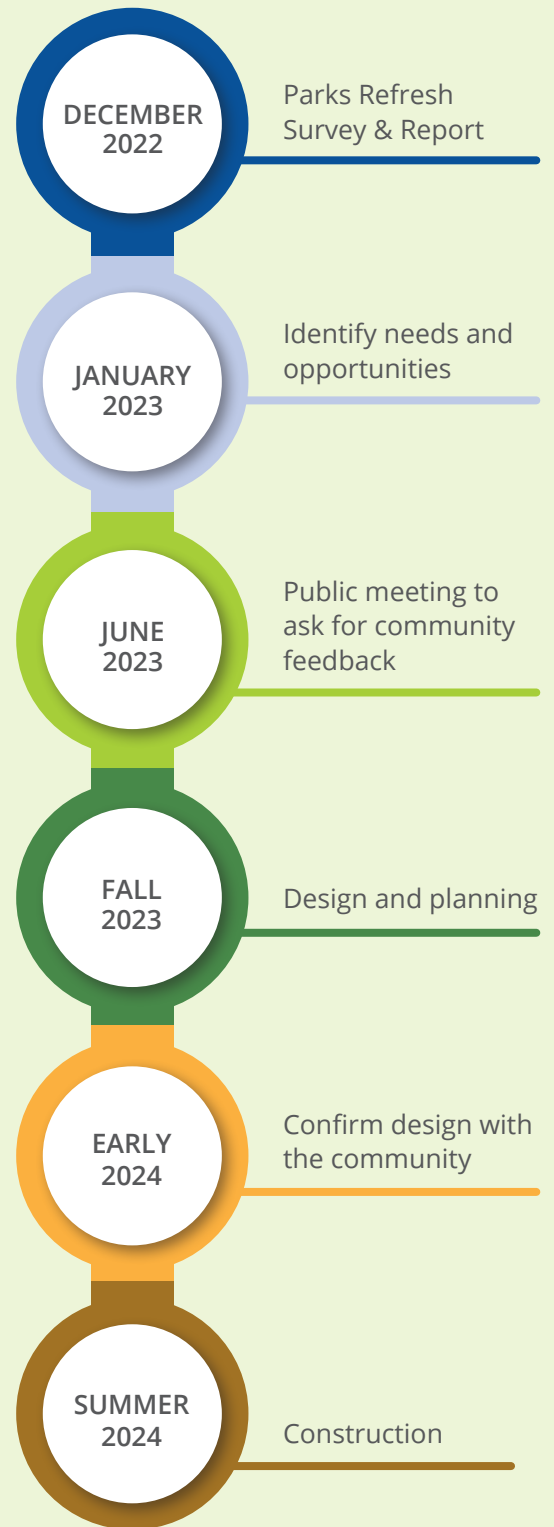 DECEMBER
2022
Parks Refresh
Survey & Report
JANUARY
2023
Identify needs and
opportunities
JUNE
2023
Public meeting to
ask for community
feedback
FALL
2023
Design and planning
EARLY
2024
Confirm design with
the community
SUMMER
2024
Construction